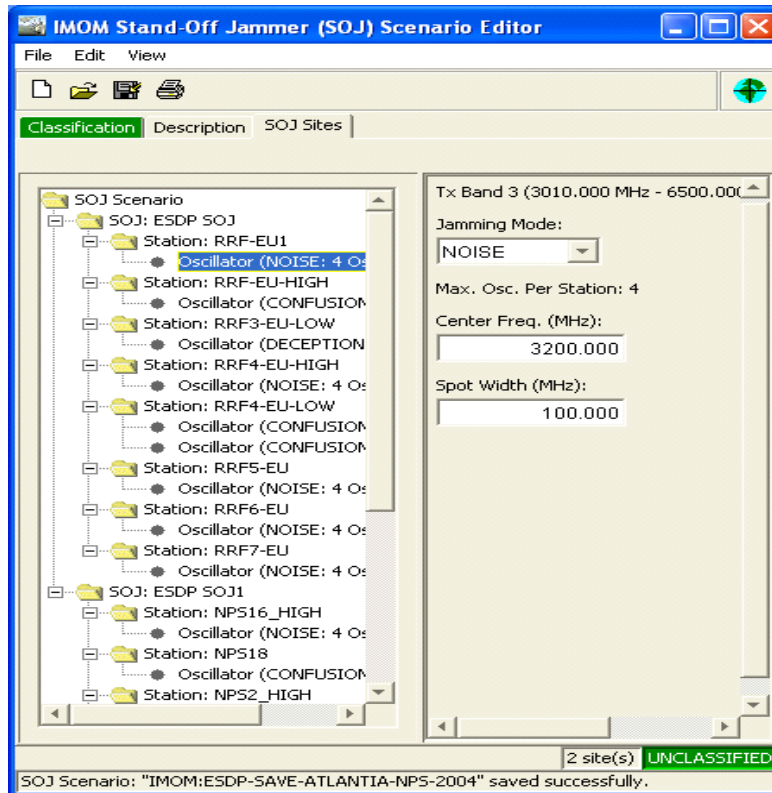 IMOM Stand-Off Jammer (SOJ) Scenario Editor
File Edit View
Classification Description SOJ Sites
SOJ Scenario
SOJ: ESDP SOJ
Station: RRF-EU1
Oscillator (NOISE: 4 Os
Station: RRF-EU-HIGH
Oscillator (CONFUSION
Station: RRF3-EU-LOW
Oscillator (DECEPTION
Station: RRF4-EU-HIGH
Oscillator (NOISE: 4 Os
Station: RRF4-EU-LOW
Oscillator (CONFUSION
Oscillator (CONFUSION
Station: RRF5-EU
Oscillator (NOISE: 4 Os
Station: RRF6-EU
Oscillator (NOISE: 4 Os
Station: RRF7-EU
Oscillator (NOISE: 4 Os
SOJ: ESDP SOJ1
Station: NPS16_HIGH
Oscillator (NOISE: 4 Os
Station: NPS18
Oscillator (CONFUSION
Station: NPS2_HIGH
Tx Band 3 (3010.000 MHz - 6500.000
Jamming Mode:
NOISE
Max. Osc. Per Station: 4
Center Freq. (MHz):
3200.000
Spot Width (MHz):
100.000
2 site(s) UNCLASSIFIED
SOJ Scenario: "IMOM:ESDP-SAVE-ATLANTIA-NPS-2004" saved successfully.